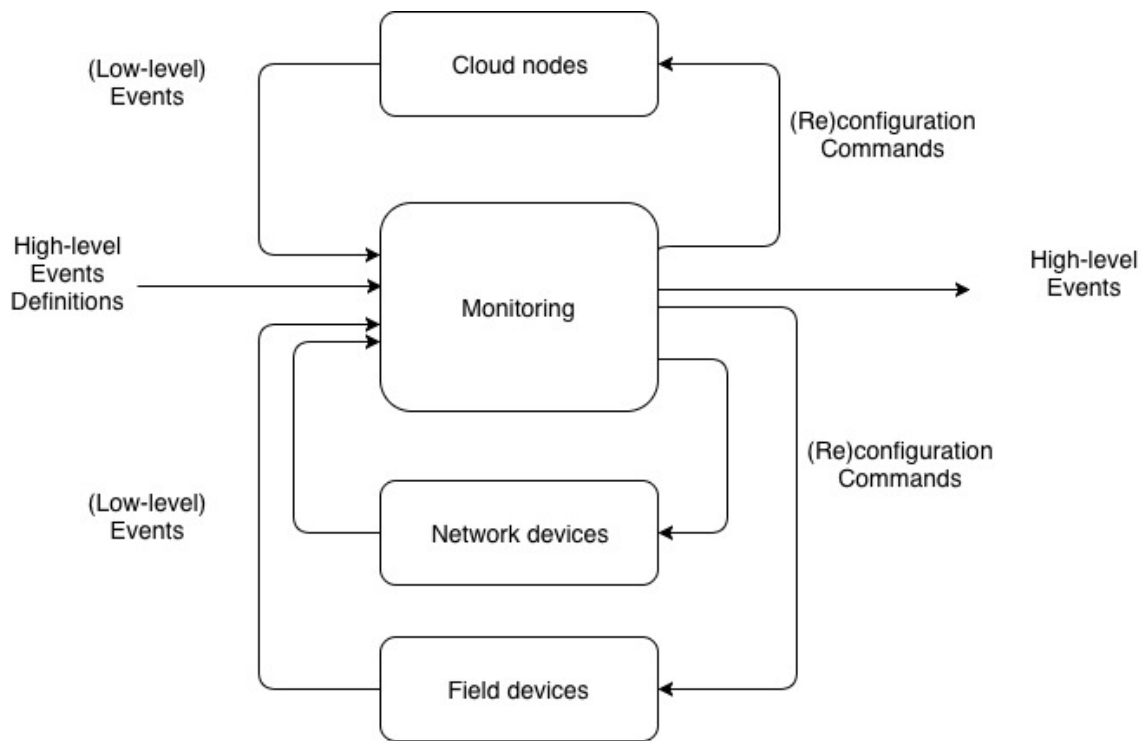 Cloud nodes
(Low-level)
Events
(Re)configuration
Commands
High-level
Events
Definitions
Monitoring
High-level
Events
(Re)configuration
Commands
(Low-level)
Events
Network devices
Field devices